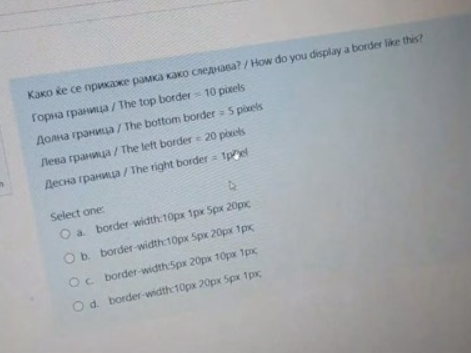 Како ќе се прикаже рамка како следнава? / How do you display a border like this?
Горна граница / The top border = 10 pixels
Долна граница / The bottom border = 5 pixels
Лева граница / The left border = 20 pixels
Десна граница / The right border = 1pixel
Select one:
a. border-width:10px 1px 5px 20px;
b. border-width:10px 5px 20px 1px;
c. border-width:5px 20px 10px 1px;
d. border-width:10px 20px 5px 1px;